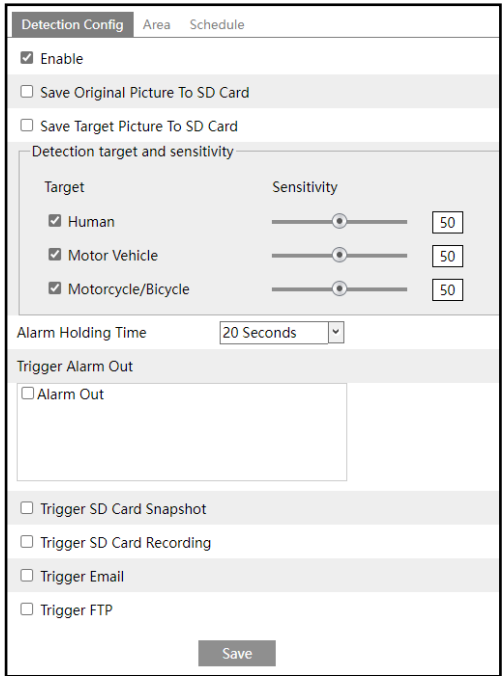 Detection Config Area Schedule
Enable
Save Original Picture To SD Card
Save Target Picture To SD Card
Detection target and sensitivity
Target Sensitivity
Human 50
Motor Vehicle 50
Motorcycle/Bicycle 50
Alarm Holding Time 20 Seconds
Trigger Alarm Out
Alarm Out
Trigger SD Card Snapshot
Trigger SD Card Recording
Trigger Email
Trigger FTP
Save